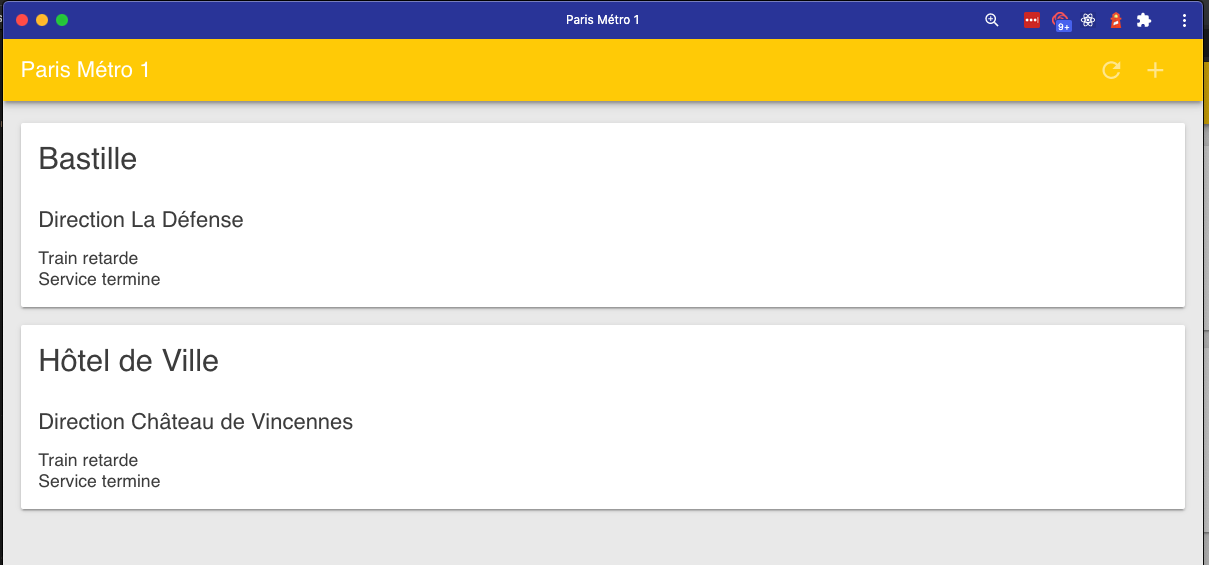 Paris Métro 1
9+
Paris Métro 1
Bastille
Direction La Défense
Train retarde
Service termine
Hôtel de Ville
Direction Château de Vincennes
Train retarde
Service termine